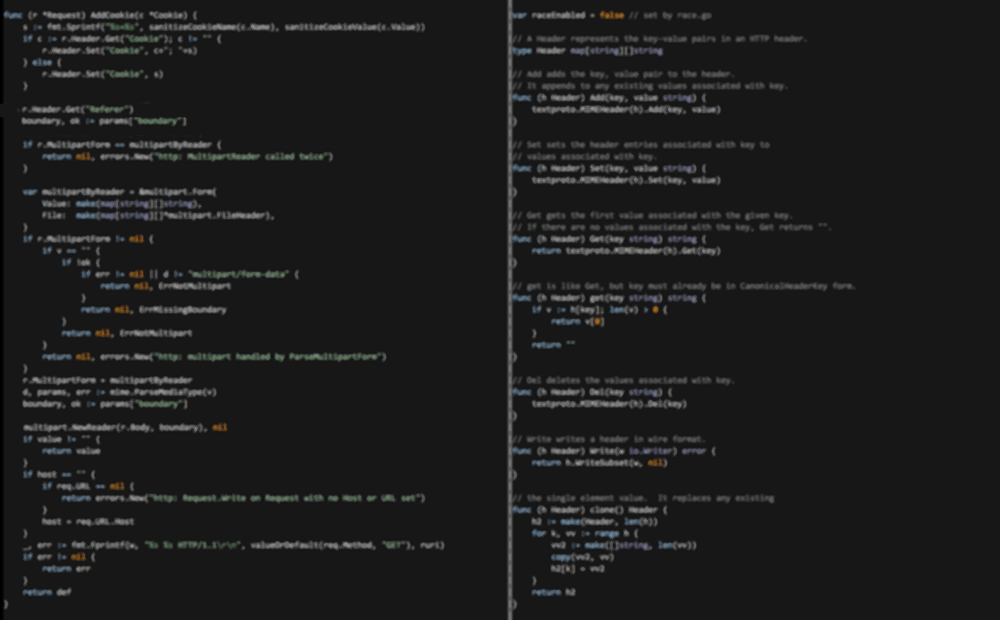 func (r *Request) AddCookie(c *Cookie) {
s := fmt.Sprintf("%s=%s", sanitizeCookieName(c.Name), sanitizeCookieValue(c.Value))
if c := r.Header.Get("Cookie"); c != "" {
r.Header.Set("Cookie", c+"; "+s)
} else {
r.Header.Set("Cookie", s)
}
r.Header.Get("Referer")
boundary, ok := params["boundary"]
if r.MultipartForm == multipartByReader {
return nil, errors.New("http: MultipartReader called twice")
}
var multipartByReader = &multipart.Form{
Value: make(map[string][]string),
File: make(map[string][]*multipart.FileHeader),
}
if r.MultipartForm != nil {
if v == "" {
if !ok {
if err != nil || d != "multipart/form-data" {
return nil, ErrNotMultipart
}
return nil, ErrMissingBoundary
}
return nil, ErrNotMultipart
}
return nil, errors.New("http: multipart handled by ParseMultipartForm")
}
r.MultipartForm = multipartByReader
d, params, err := mime.ParseMediaType(v)
boundary, ok := params["boundary"]
multipart.NewReader(r.Body, boundary), nil
if value != "" {
return value
}
if host == "" {
if req.URL == nil {
return errors.New("http: Request.Write on Request with no Host or URL set")
}
host = req.URL.Host
}
_, err := fmt.Fprintf(w, "%s %s HTTP/1.1\r\n", valueOrDefault(req.Method, "GET"), ruri)
if err != nil {
return err
}
return def
}
var raceEnabled = false // set by race.go
// A Header represents the key-value pairs in an HTTP header.
type Header map[string][]string
// Add adds the key, value pair to the header.
// It appends to any existing values associated with key.
func (h Header) Add(key, value string) {
textproto.MIMEHeader(h).Add(key, value)
}
// Set sets the header entries associated with key to
// values associated with key.
func (h Header) Set(key, value string) {
textproto.MIMEHeader(h).Set(key, value)
}
// Get gets the first value associated with the given key.
// If there are no values associated with the key, Get returns "".
func (h Header) Get(key string) string {
return textproto.MIMEHeader(h).Get(key)
}
// get is like Get, but key must already be in CanonicalHeaderKey form.
func (h Header) get(key string) string {
if v := h[key]; len(v) > 0 {
return v[0]
}
return ""
}
// Del deletes the values associated with key.
func (h Header) Del(key string) {
textproto.MIMEHeader(h).Del(key)
}
// Write writes a header in wire format.
func (h Header) Write(w io.Writer) error {
return h.WriteSubset(w, nil)
}
// the single element value. It replaces any existing
func (h Header) clone() Header {
h2 := make(Header, len(h))
for k, vv := range h {
vv2 := make([]string, len(vv))
copy(vv2, vv)
h2[k] = vv2
}
return h2
}